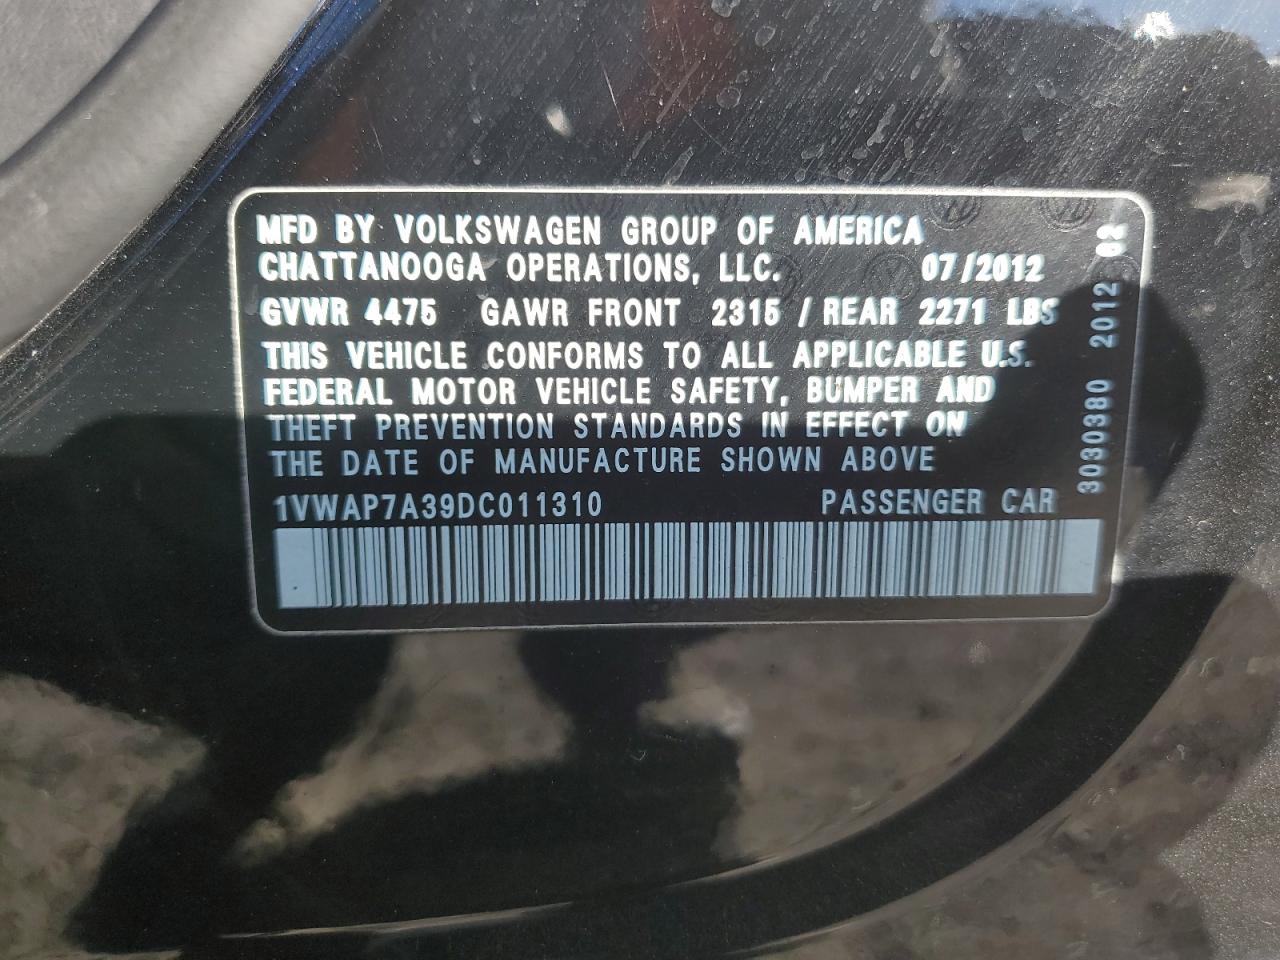 MFD BY VOLKSWAGEN GROUP OF AMERICA
CHATTANOOGA OPERATIONS, LLC. 07/2012
GVWR 4475 GAWR FRONT 2315 / REAR 2271 LBS
THIS VEHICLE CONFORMS TO ALL APPLICABLE U.S.
FEDERAL MOTOR VEHICLE SAFETY, BUMPER AND
THEFT PREVENTION STANDARDS IN EFFECT ON
THE DATE OF MANUFACTURE SHOWN ABOVE
1VWAP7A39DC011310 PASSENGER CAR
3030380 2012